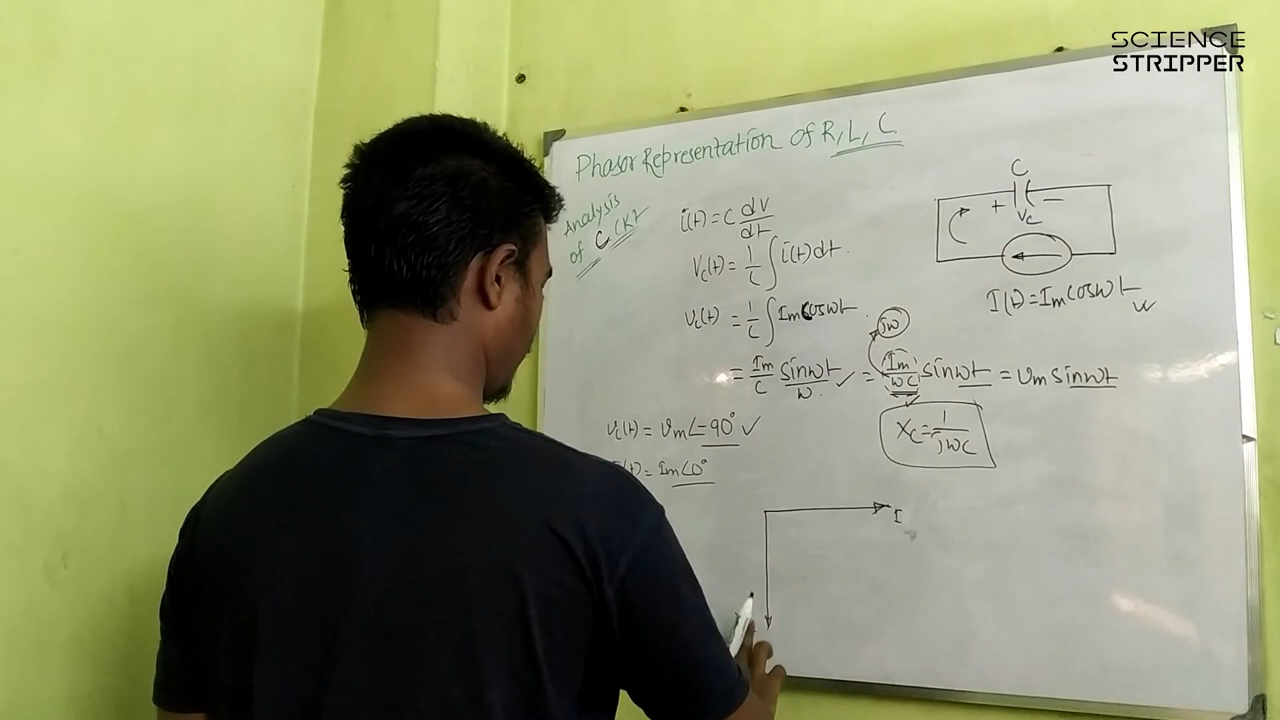 SCIENCE
STRIPPER
Phasor Representation of R, L, C.
Analysis
of C CKT
i(t) = C dv/dt
Vc(t) = 1/C ∫ i(t) dt.
Vc(t) = 1/C ∫ Im Cosωt.
= Im/C sinωt/ω. ✓ = Im/ωC sinωt = Vm sinωt
jω
Xc = 1/jωC
Vc(t) = Vm∠-90° ✓
(t) = Im∠0°
I
C
+ Vc −
I(t) = Im Cosωt
ω